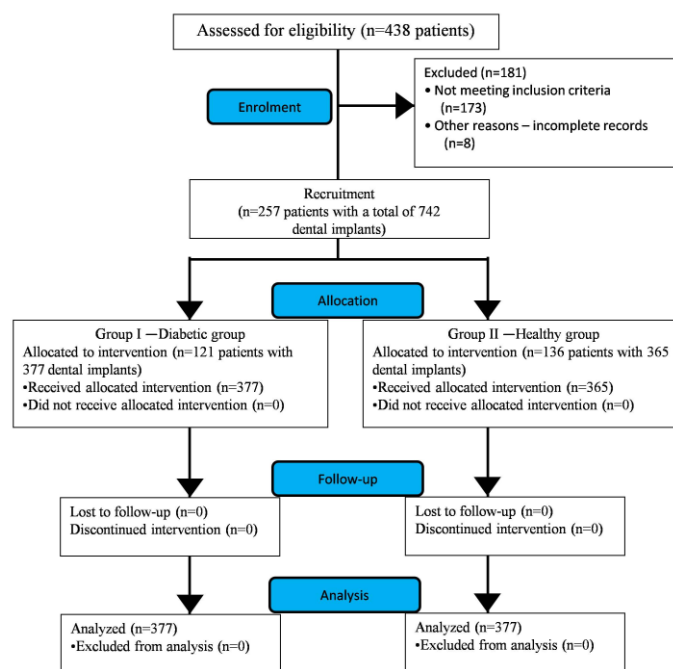 Assessed for eligibility (n=438 patients)
Excluded (n=181)
• Not meeting inclusion criteria
(n=173)
• Other reasons – incomplete records
(n=8)
Enrolment
Recruitment
(n=257 patients with a total of 742
dental implants)
Allocation
Group I —Diabetic group
Allocated to intervention (n=121 patients with
377 dental implants)
•Received allocated intervention (n=377)
•Did not receive allocated intervention (n=0)
Group II —Healthy group
Allocated to intervention (n=136 patients with 365
dental implants)
•Received allocated intervention (n=365)
•Did not receive allocated intervention (n=0)
Follow-up
Lost to follow-up (n=0)
Discontinued intervention (n=0)
Lost to follow-up (n=0)
Discontinued intervention (n=0)
Analysis
Analyzed (n=377)
•Excluded from analysis (n=0)
Analyzed (n=377)
•Excluded from analysis (n=0)